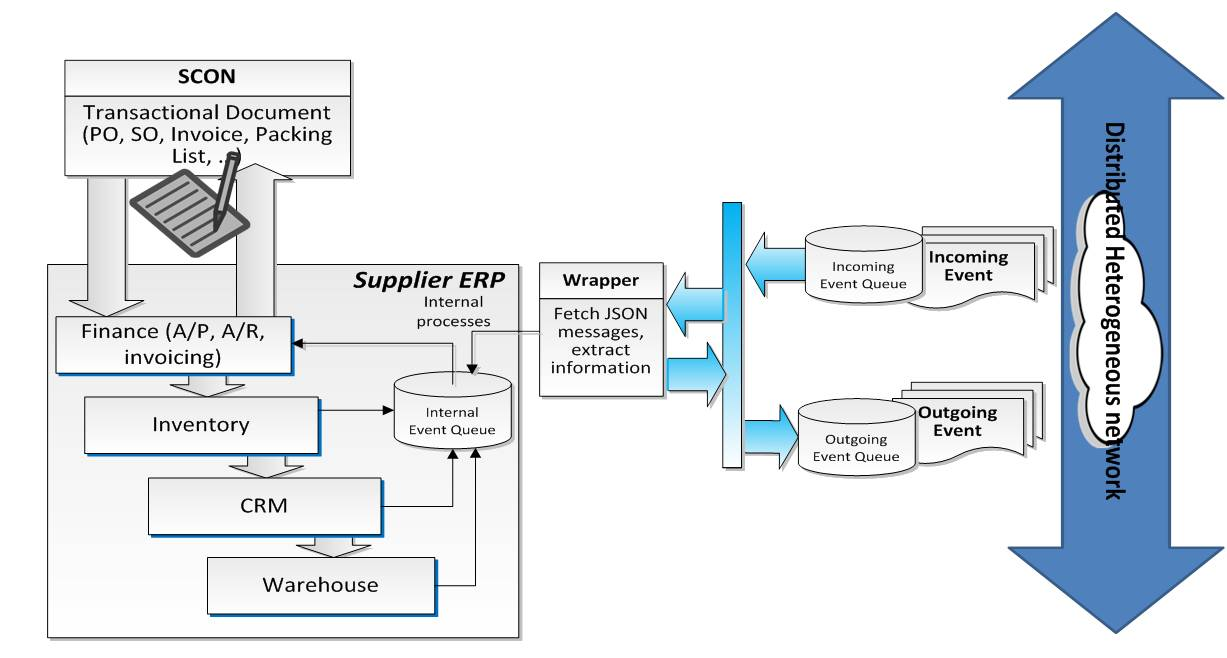 SCON
Transactional Document
(PO, SO, Invoice, Packing
List, ...)
Supplier ERP
Internal
processes
Finance (A/P, A/R,
invoicing)
Inventory
CRM
Warehouse
Internal
Event Queue
Wrapper
Fetch JSON
messages,
extract
information
Incoming
Event Queue
Incoming
Event
Outgoing
Event Queue
Outgoing
Event
Distributed Heterogeneous network